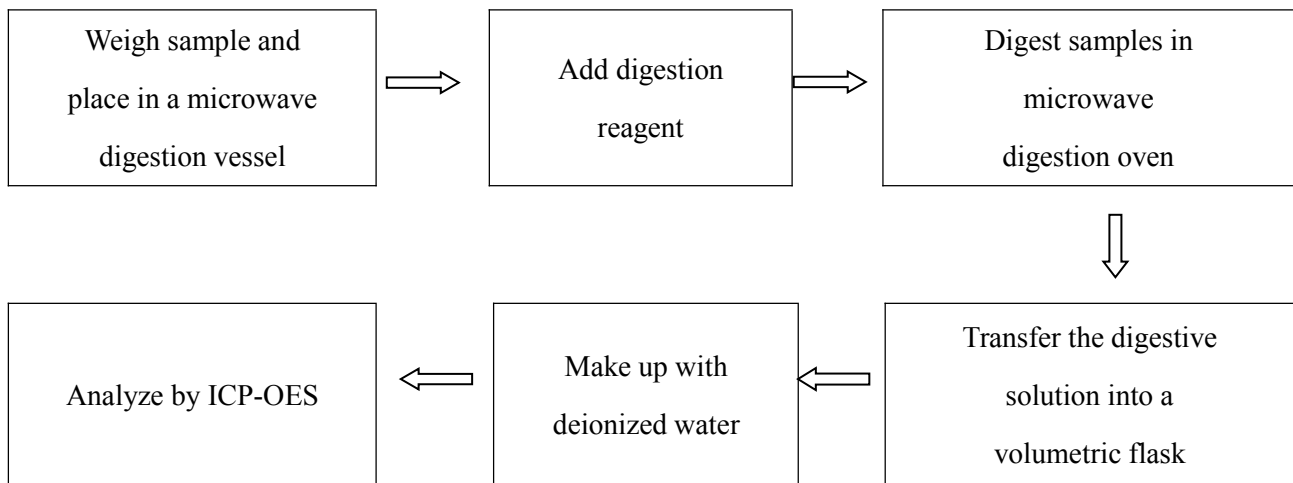 Weigh sample and
place in a microwave
digestion vessel
Add digestion
reagent
Digest samples in
microwave
digestion oven
Transfer the digestive
solution into a
volumetric flask
Make up with
deionized water
Analyze by ICP-OES